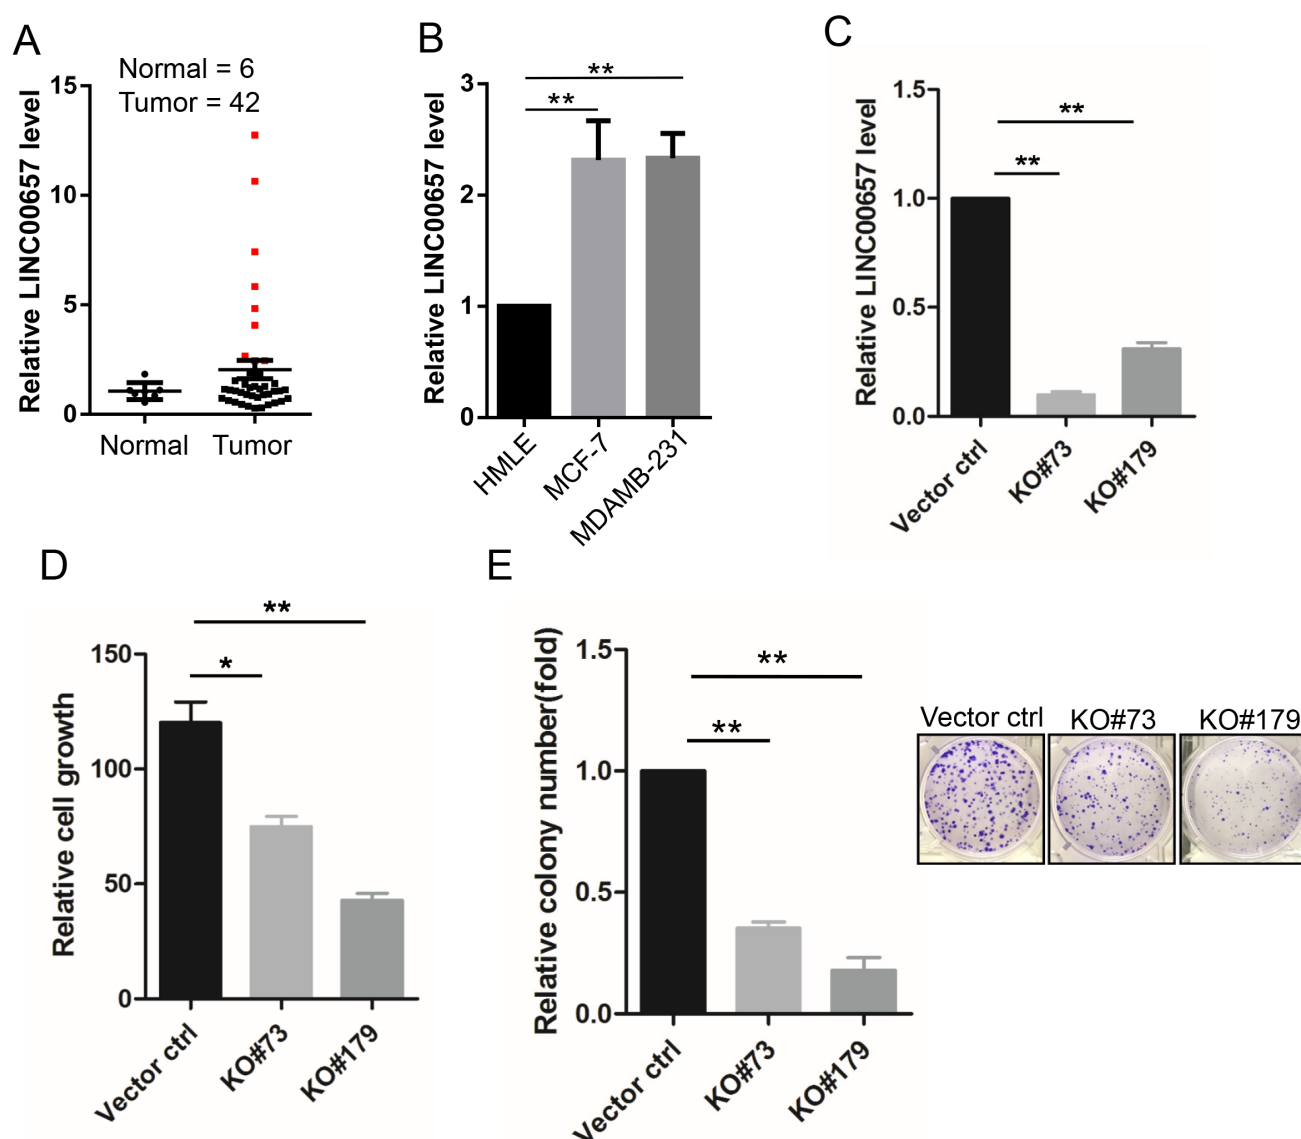 A
Normal = 6
Tumor = 42
Relative LINC00657 level
15
10
5
0
Normal Tumor
B
**
**
Relative LINC00657 level
3
2
1
0
HMLE
MCF-7
MDAMB-231
C
**
**
Relative LINC00657 level
1.5
1.0
0.5
0.0
Vector ctrl
KO#73
KO#179
D
**
*
Relative cell growth
150
100
50
0
Vector ctrl
KO#73
KO#179
E
**
**
Relative colony number(fold)
1.5
1.0
0.5
0.0
Vector ctrl
KO#73
KO#179
Vector ctrl KO#73 KO#179